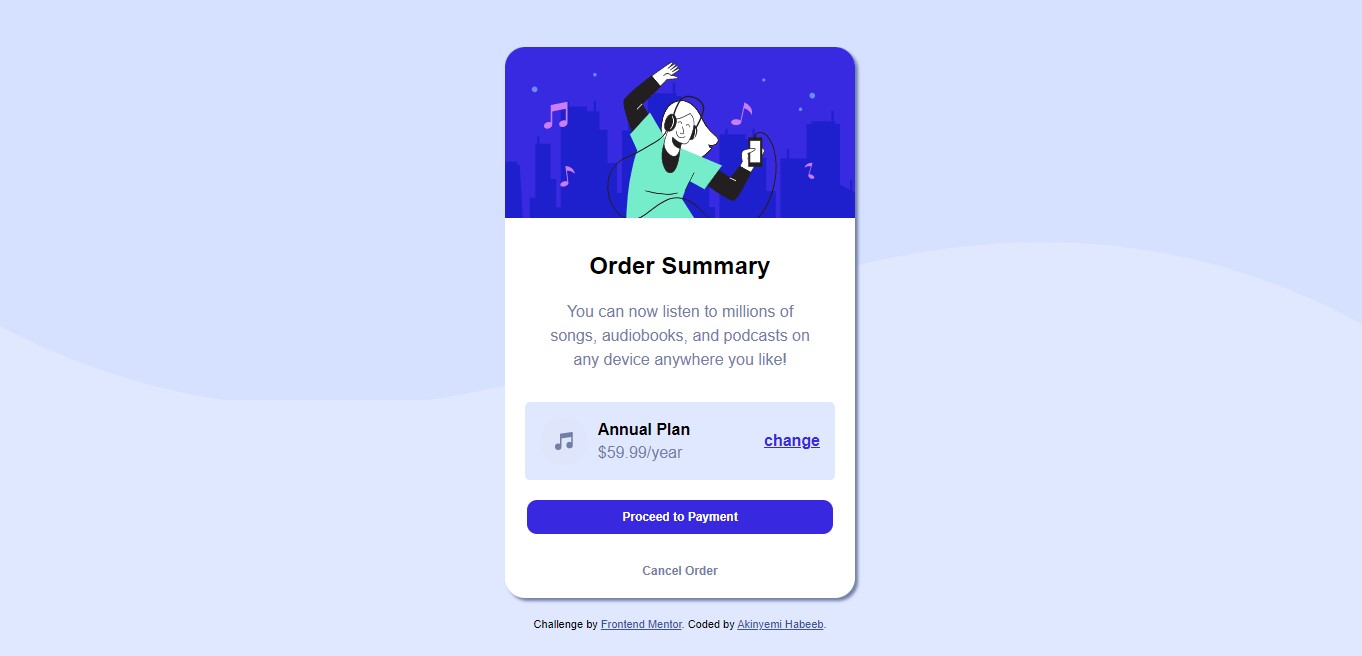 Order Summary
You can now listen to millions of
songs, audiobooks, and podcasts on
any device anywhere you like!
Annual Plan
$59.99/year
change
Proceed to Payment
Cancel Order
Challenge by Frontend Mentor. Coded by Akinyemi Habeeb.